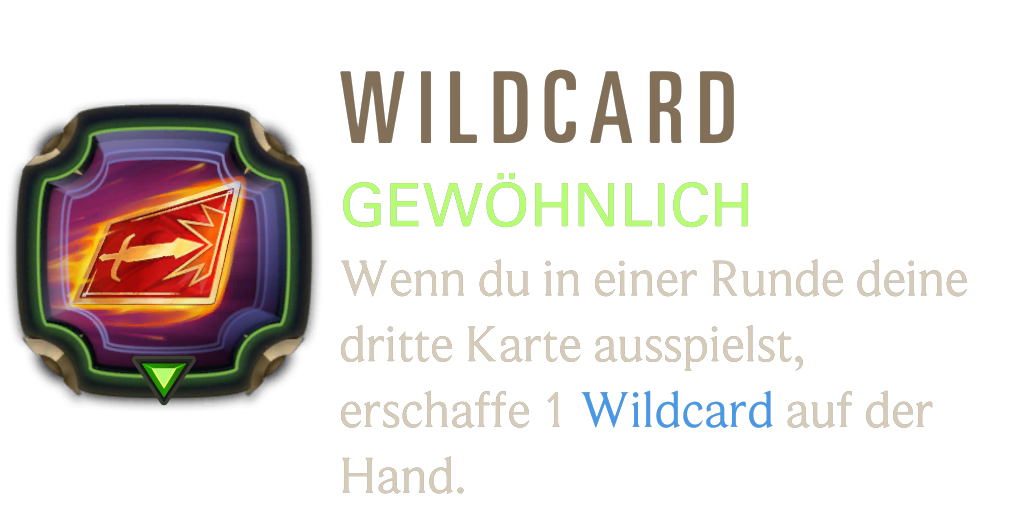 WILDCARD
GEWÖHNLICH
Wenn du in einer Runde deine
dritte Karte ausspielst,
erschaffe 1 Wildcard auf der
Hand.